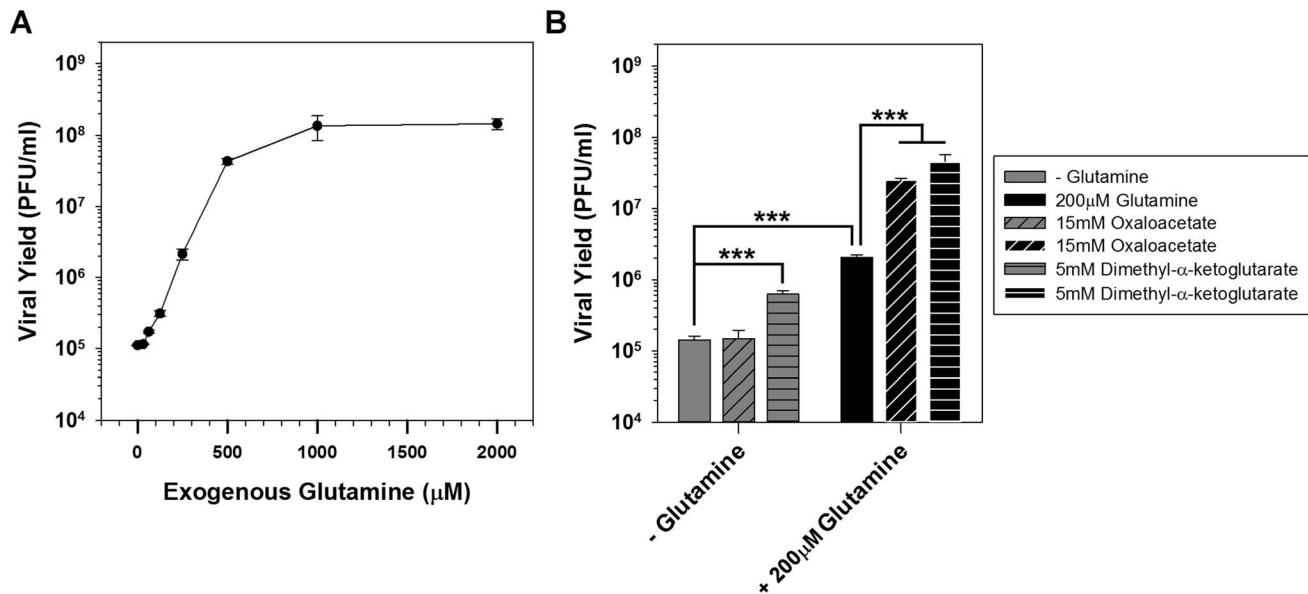 A
Viral Yield (PFU/ml)
10⁹
10⁸
10⁷
10⁶
10⁵
10⁴
0 500 1000 1500 2000
Exogenous Glutamine (μM)
B
Viral Yield (PFU/ml)
10⁹
10⁸
10⁷
10⁶
10⁵
10⁴
***
***
***
- Glutamine
+ 200μM Glutamine
- Glutamine
200μM Glutamine
15mM Oxaloacetate
15mM Oxaloacetate
5mM Dimethyl-α-ketoglutarate
5mM Dimethyl-α-ketoglutarate